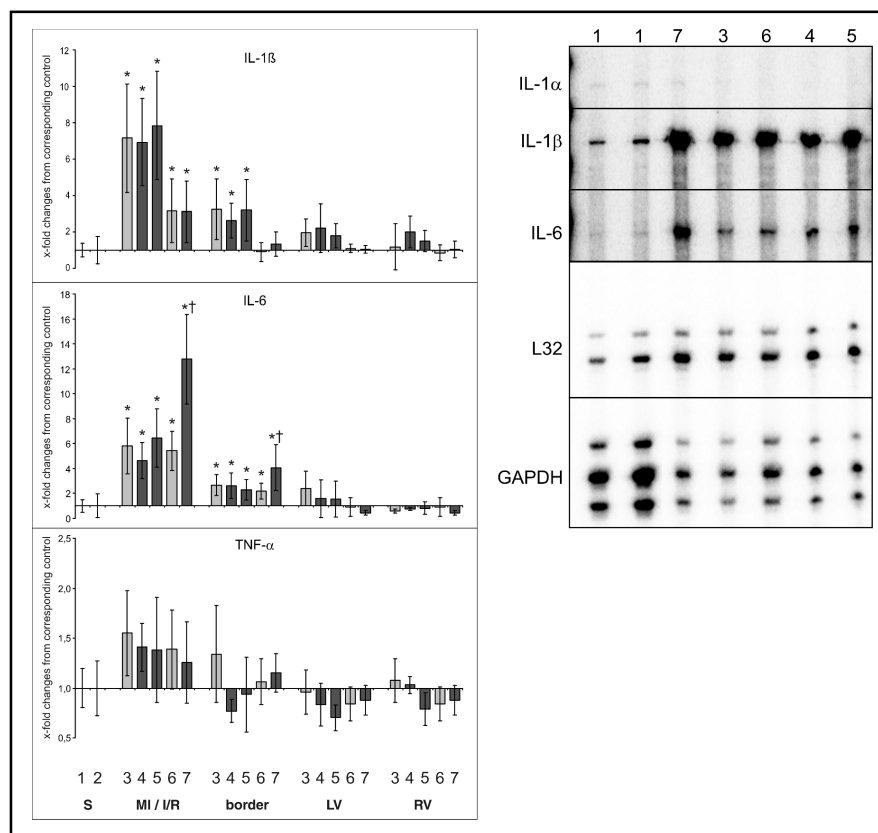 IL-1ß
x-fold changes from corresponding control
12
10
8
6
4
2
0
* * * * * * * *
IL-6
x-fold changes from corresponding control
18
16
14
12
10
8
6
4
2
0
* * * * *† * * * * *†
TNF-α
x-fold changes from corresponding control
2,5
2,0
1,5
1,0
0,5
1 2 3 4 5 6 7 3 4 5 6 7 3 4 5 6 7 3 4 5 6 7
S MI / I/R border LV RV
1 1 7 3 6 4 5
IL-1α
IL-1β
IL-6
L32
GAPDH